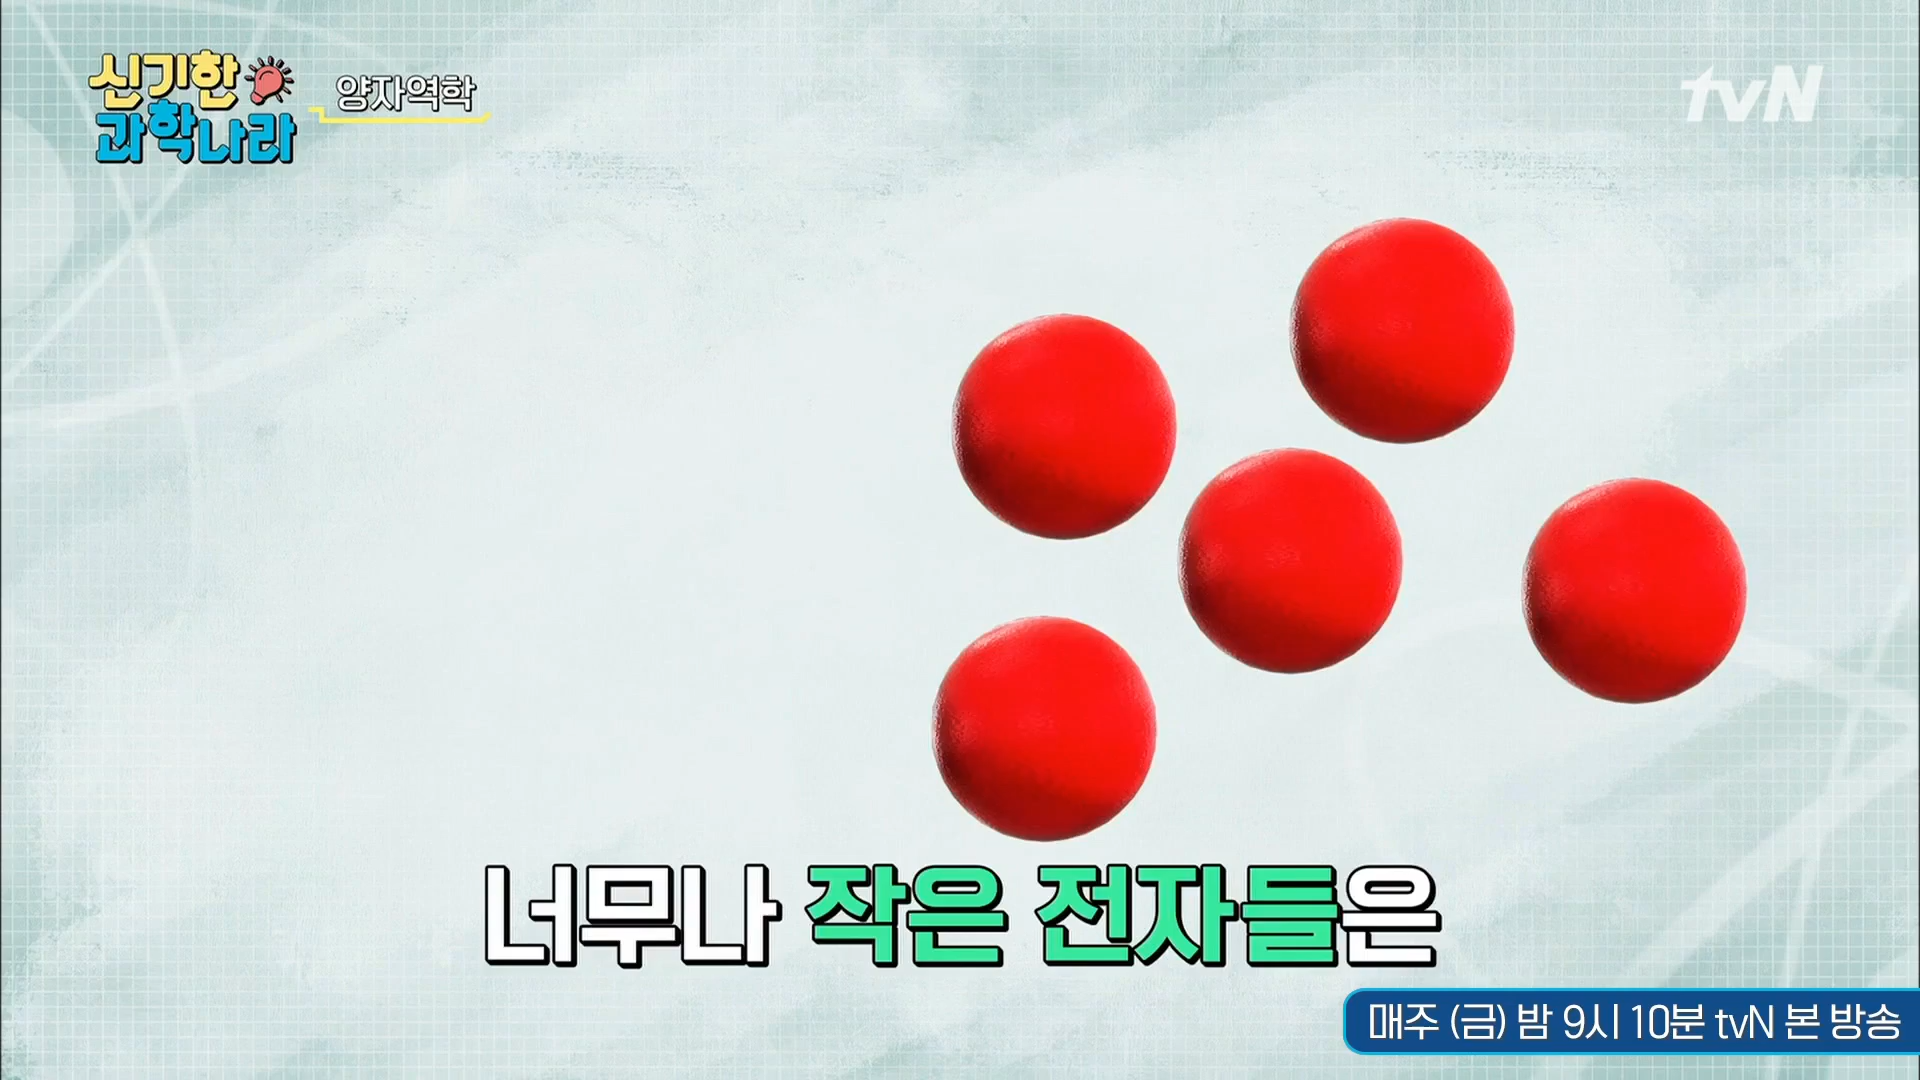 신기한
과학나라
양자역학
tvN
너무나 작은 전자들은
매주 (금) 밤 9시 10분 tvN 본 방송